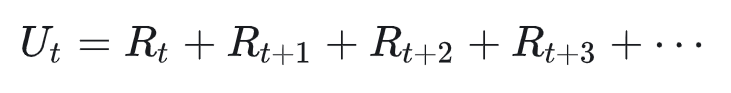 U_t = R_t + R_{t+1} + R_{t+2} + R_{t+3} + ⋯